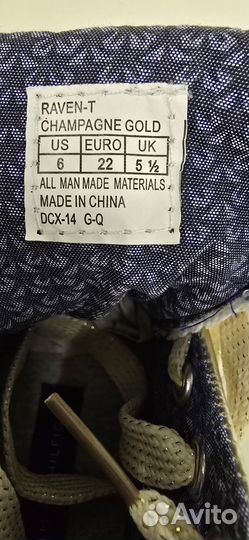 RAVEN-T
CHAMPAGNE GOLD
US EURO UK
6 22 5 ½
ALL MAN MADE MATERIALS
MADE IN CHINA
DCX-14 G-Q
HILFIG
Avito